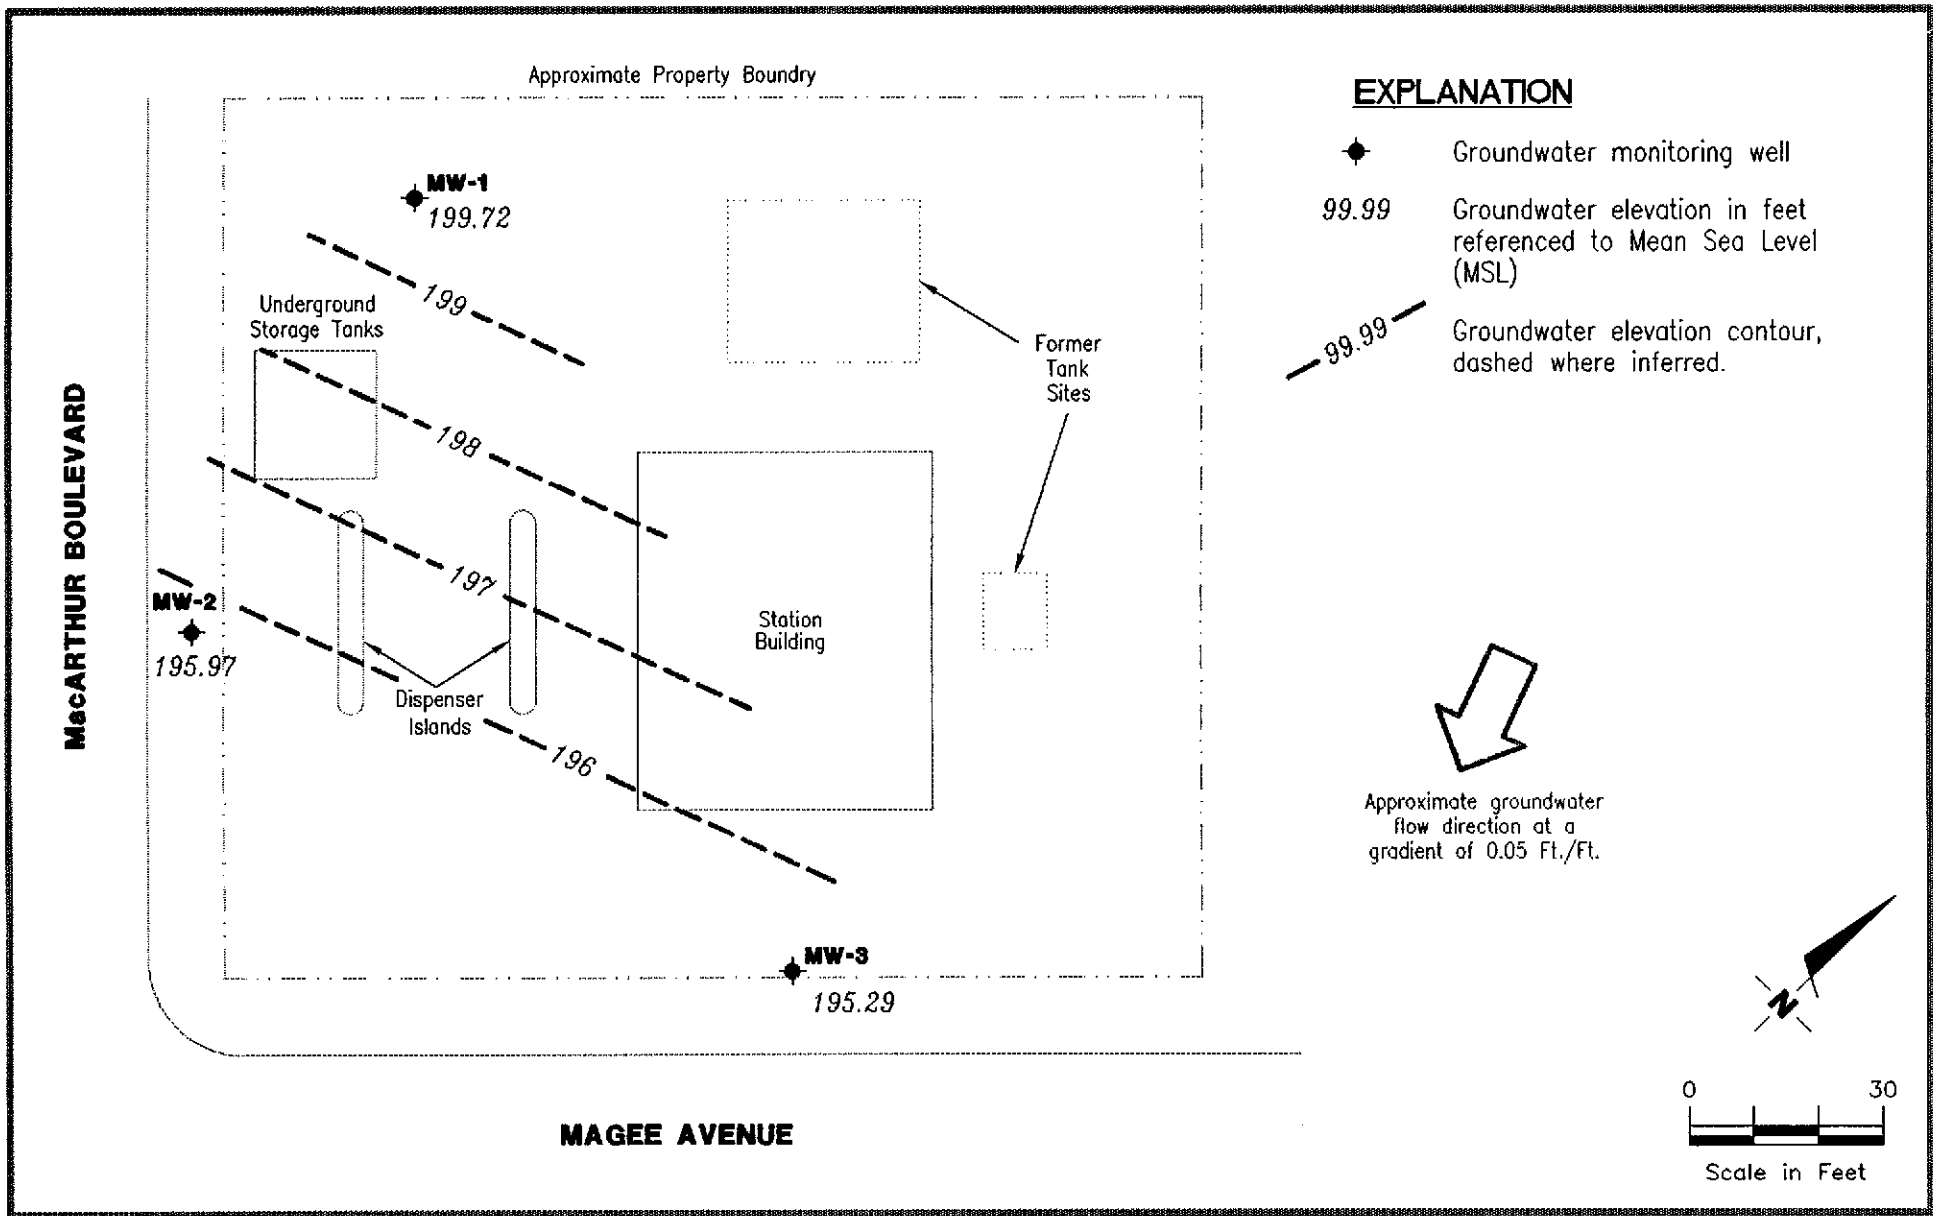 Approximate Property Boundry
EXPLANATION
Groundwater monitoring well
99.99
Groundwater elevation in feet
referenced to Mean Sea Level
(MSL)
99.99
Groundwater elevation contour,
dashed where inferred.
MW-1
199.72
199
Underground
Storage Tanks
Former
Tank
Sites
198
MacARTHUR BOULEVARD
197
MW-2
195.97
Station
Building
Dispenser
Islands
196
Approximate groundwater
flow direction at a
gradient of 0.05 Ft./Ft.
MW-3
195.29
N
MAGEE AVENUE
0 30
Scale in Feet